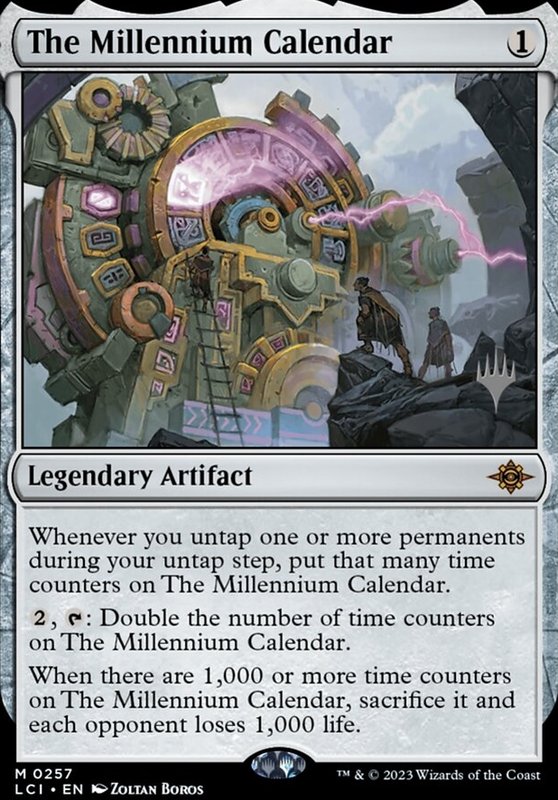 The Millennium Calendar 1
Legendary Artifact
Whenever you untap one or more permanents
during your untap step, put that many time
counters on The Millennium Calendar.
2, : Double the number of time counters
on The Millennium Calendar.
When there are 1,000 or more time counters
on The Millennium Calendar, sacrifice it and
each opponent loses 1,000 life.
M 0257
LCI • EN Zoltan Boros
™ & © 2023 Wizards of the Coast